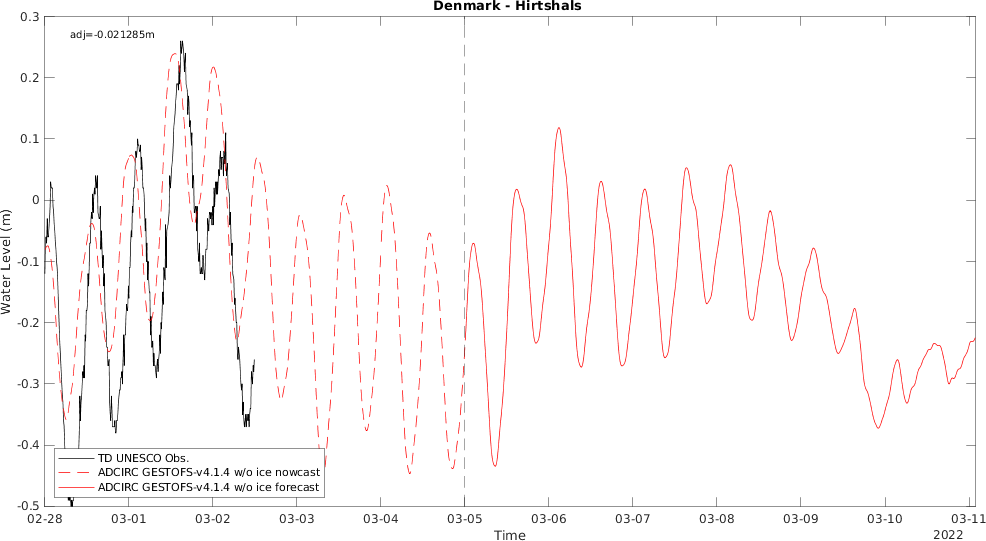 Denmark - Hirtshals
adj=-0.021285m
0.3
0.2
0.1
0
-0.1
-0.2
-0.3
-0.4
-0.5
Water Level (m)
TD UNESCO Obs.
ADCIRC GESTOFS-v4.1.4 w/o ice nowcast
ADCIRC GESTOFS-v4.1.4 w/o ice forecast
02-28 03-01 03-02 03-03 03-04 03-05 03-06 03-07 03-08 03-09 03-10 03-11
Time
2022